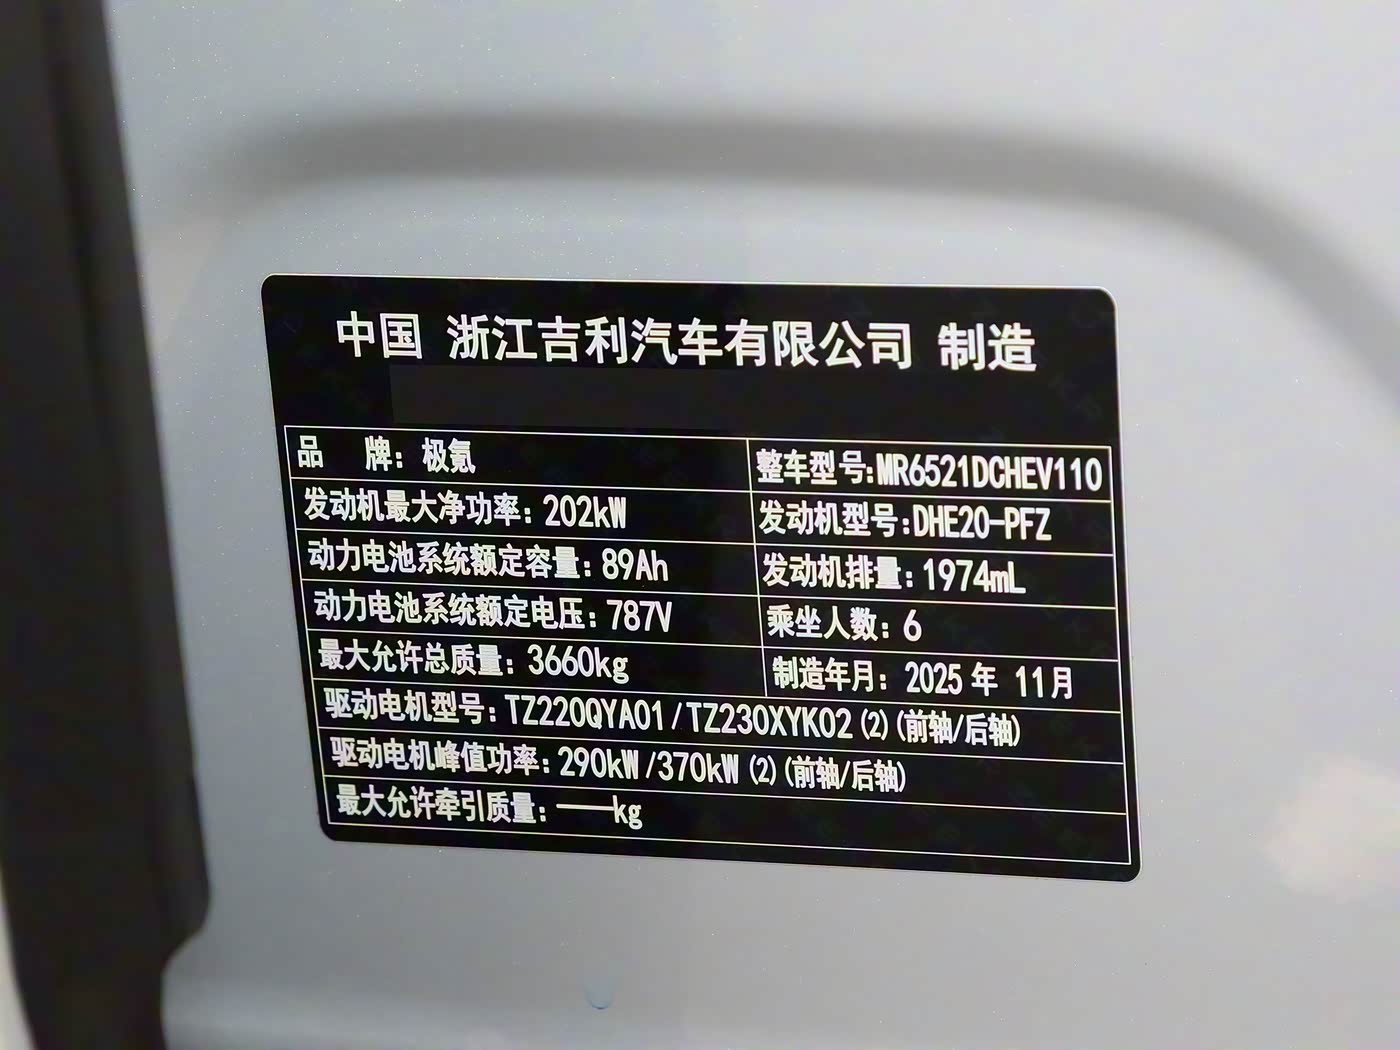 中国 浙江吉利汽车有限公司 制造
品 牌：极氪 整车型号:MR6521DCHEV110
发动机最大净功率：202kW 发动机型号:DHE20-PFZ
动力电池系统额定容量：89Ah 发动机排量：1974mL
动力电池系统额定电压：787V 乘坐人数：6
最大允许总质量：3660kg 制造年月：2025 年 11月
驱动电机型号：TZ220QYA01/TZ230XYK02(2)(前轴/后轴)
驱动电机峰值功率：290kW/370kW(2)(前轴/后轴)
最大允许牵引质量：——kg